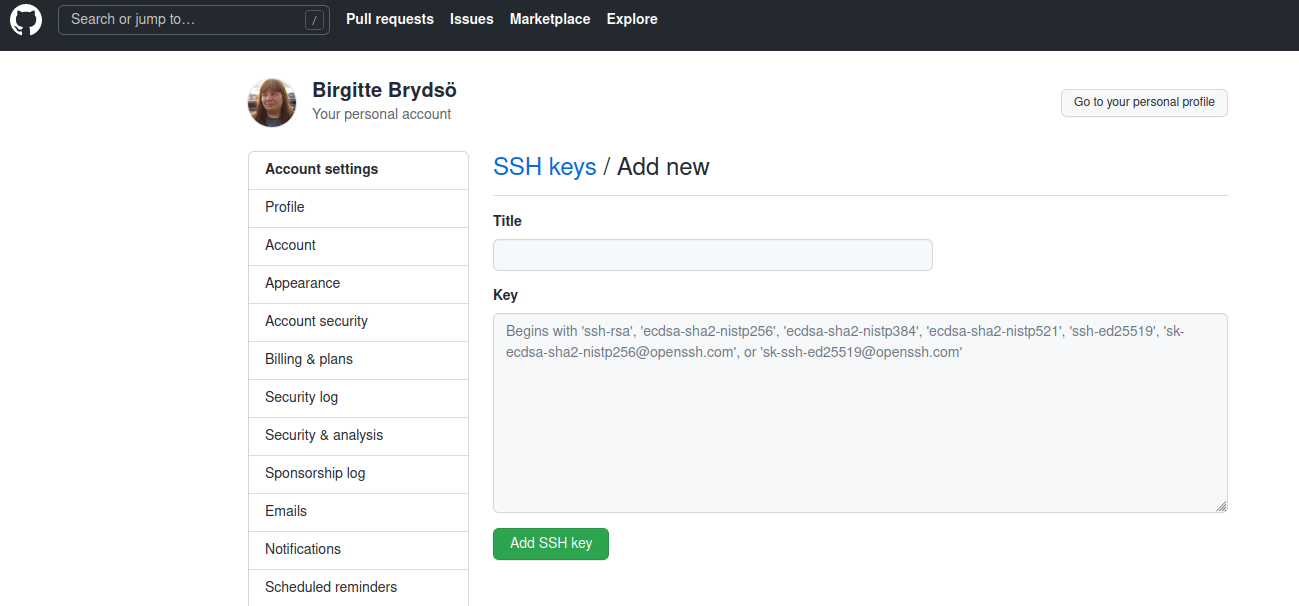 Search or jump to…
/
Pull requests
Issues
Marketplace
Explore
Birgitte Brydsö
Your personal account
Go to your personal profile
Account settings
Profile
Account
Appearance
Account security
Billing & plans
Security log
Security & analysis
Sponsorship log
Emails
Notifications
Scheduled reminders
SSH keys / Add new
Title
Key
Begins with 'ssh-rsa', 'ecdsa-sha2-nistp256', 'ecdsa-sha2-nistp384', 'ecdsa-sha2-nistp521', 'ssh-ed25519', 'sk-
ecdsa-sha2-nistp256@openssh.com', or 'sk-ssh-ed25519@openssh.com'
Add SSH key